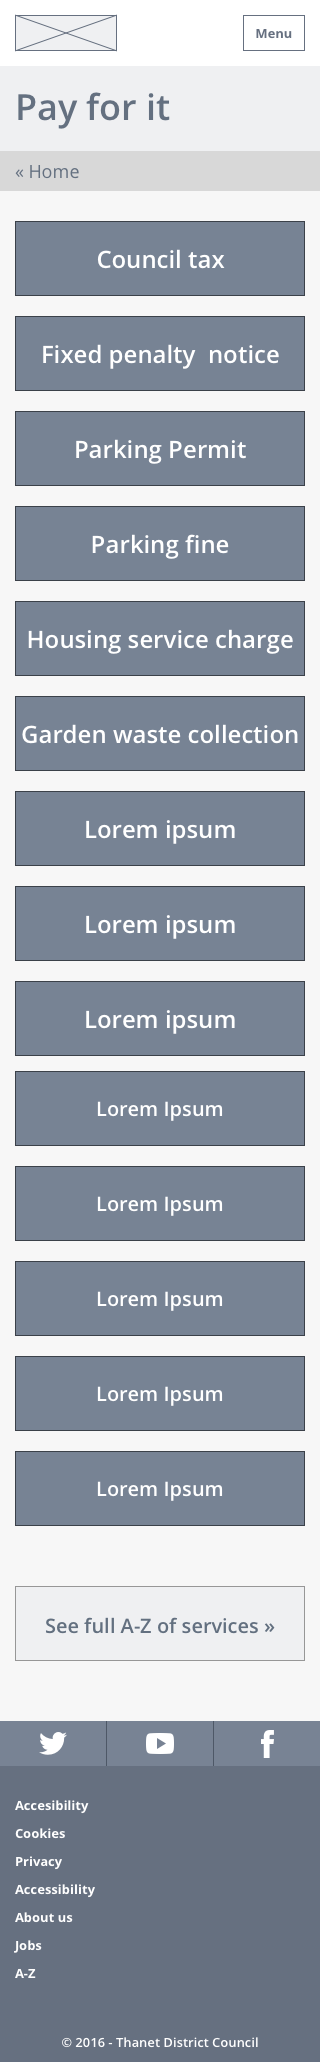 Menu
Pay for it
« Home
Council tax
Fixed penalty  notice
Parking Permit
Parking fine
Housing service charge
Garden waste collection
Lorem ipsum
Lorem ipsum
Lorem ipsum
Lorem Ipsum
Lorem Ipsum
Lorem Ipsum
Lorem Ipsum
Lorem Ipsum
See full A-Z of services »
Accesibility
Cookies
Privacy
Accessibility
About us
Jobs
A-Z
© 2016 - Thanet District Council